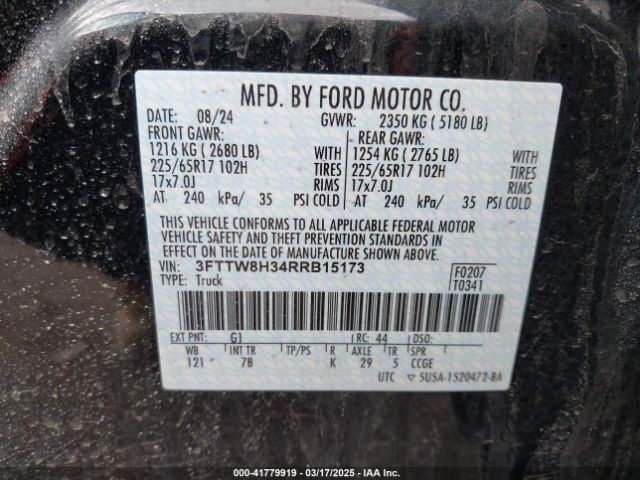 MFD. BY FORD MOTOR CO.
DATE: 08/24 GVWR: 2350 KG ( 5180 LB)
FRONT GAWR: REAR GAWR:
1216 KG ( 2680 LB) WITH 1254 KG ( 2765 LB) WITH
225/65R17 102H TIRES 225/65R17 102H TIRES
17x7.0J RIMS 17x7.0J RIMS
AT 240 kPa/ 35 PSI COLD AT 240 kPa/ 35 PSI COLD
THIS VEHICLE CONFORMS TO ALL APPLICABLE FEDERAL MOTOR
VEHICLE SAFETY AND BUMPER STANDARDS IN EFFECT ON THE
DATE OF MANUFACTURE SHOWN ABOVE.
VIN: 3FTTW8H34RRB15173 F0207
TYPE: Truck T0341
EXT PNT: G1 RC: 44 DSO:
WB INT TR TP/PS R AXLE TR SPR
121 7B K 29 5 CCGE
UTC ▽ 5U5A-1520472-BA
000-41779919 - 03/17/2025 - IAA Inc.